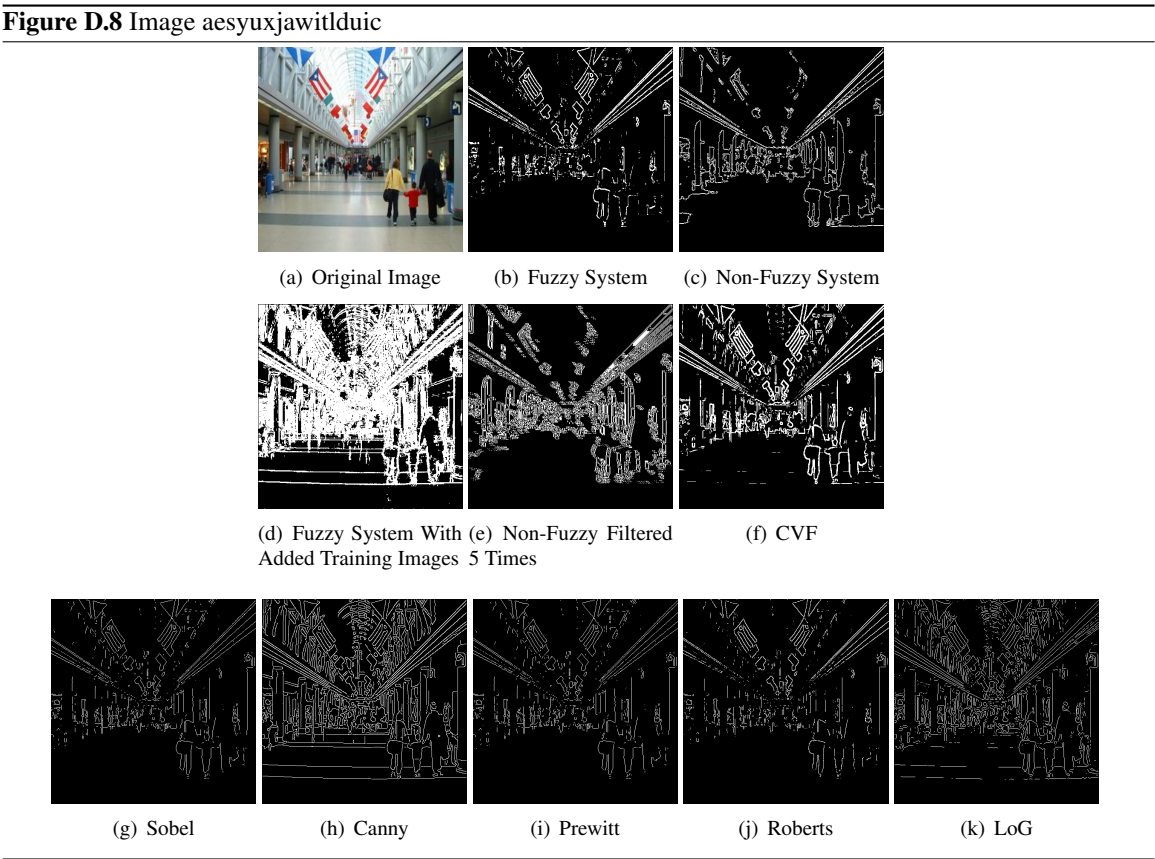 Figure D.8 Image aesyuxjawitlduic
(a) Original Image
(b) Fuzzy System
(c) Non-Fuzzy System
(d) Fuzzy System With
Added Training Images
(e) Non-Fuzzy Filtered
5 Times
(f) CVF
(g) Sobel
(h) Canny
(i) Prewitt
(j) Roberts
(k) LoG